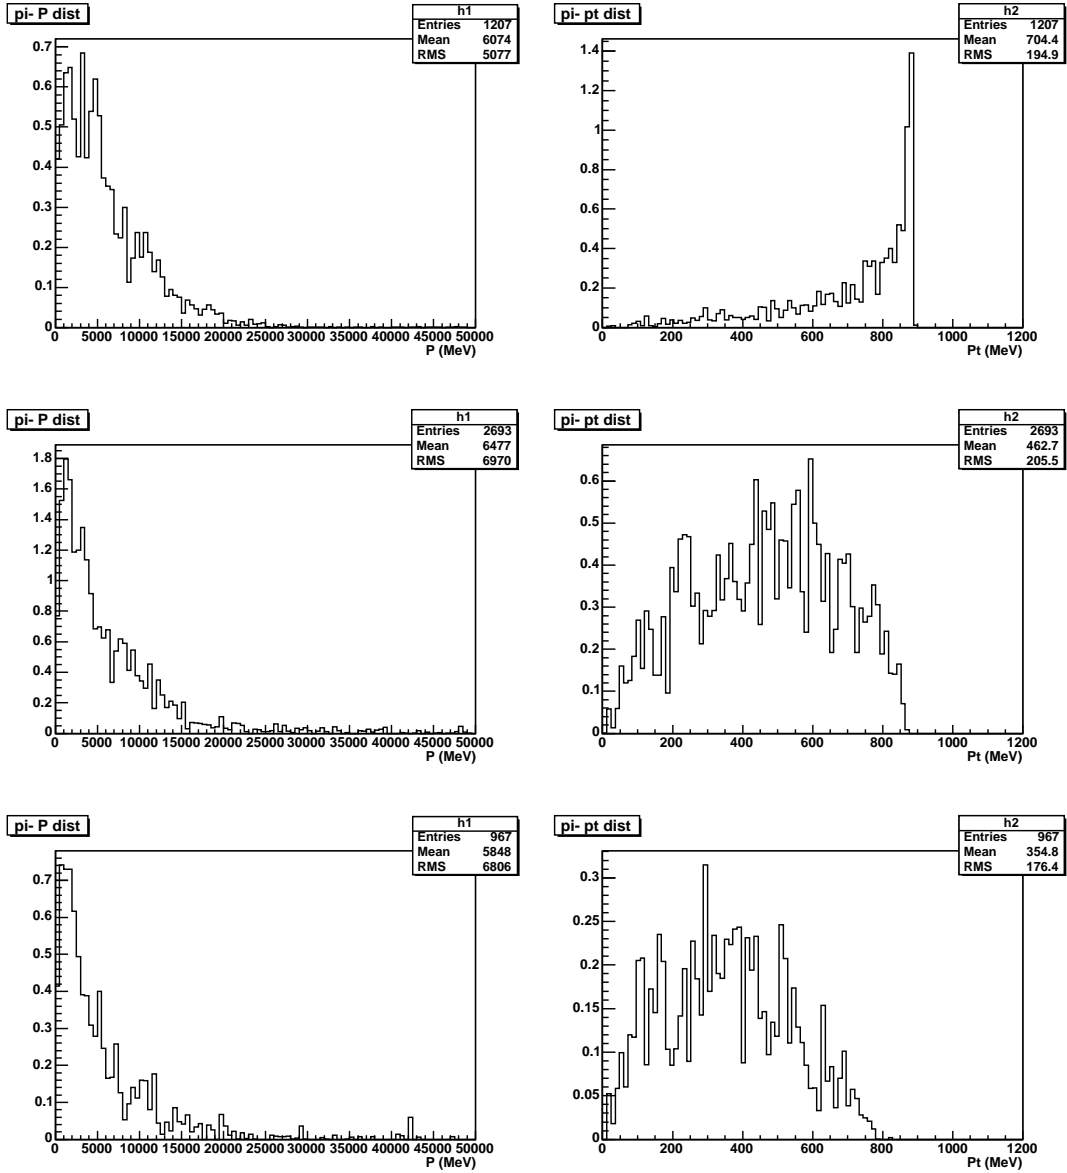 pi- P dist
h1
Entries 1207
Mean 6074
RMS 5077
0.7
0.6
0.5
0.4
0.3
0.2
0.1
0
0 5000 10000 15000 20000 25000 30000 35000 40000 45000 50000
P (MeV)
pi- pt dist
h2
Entries 1207
Mean 704.4
RMS 194.9
1.4
1.2
1
0.8
0.6
0.4
0.2
0
0 200 400 600 800 1000 1200
Pt (MeV)
pi- P dist
h1
Entries 2693
Mean 6477
RMS 6970
1.8
1.6
1.4
1.2
1
0.8
0.6
0.4
0.2
0
0 5000 10000 15000 20000 25000 30000 35000 40000 45000 50000
P (MeV)
pi- pt dist
h2
Entries 2693
Mean 462.7
RMS 205.5
0.6
0.5
0.4
0.3
0.2
0.1
0
0 200 400 600 800 1000 1200
Pt (MeV)
pi- P dist
h1
Entries 967
Mean 5848
RMS 6806
0.7
0.6
0.5
0.4
0.3
0.2
0.1
0
0 5000 10000 15000 20000 25000 30000 35000 40000 45000 50000
P (MeV)
pi- pt dist
h2
Entries 967
Mean 354.8
RMS 176.4
0.3
0.25
0.2
0.15
0.1
0.05
0
0 200 400 600 800 1000 1200
Pt (MeV)